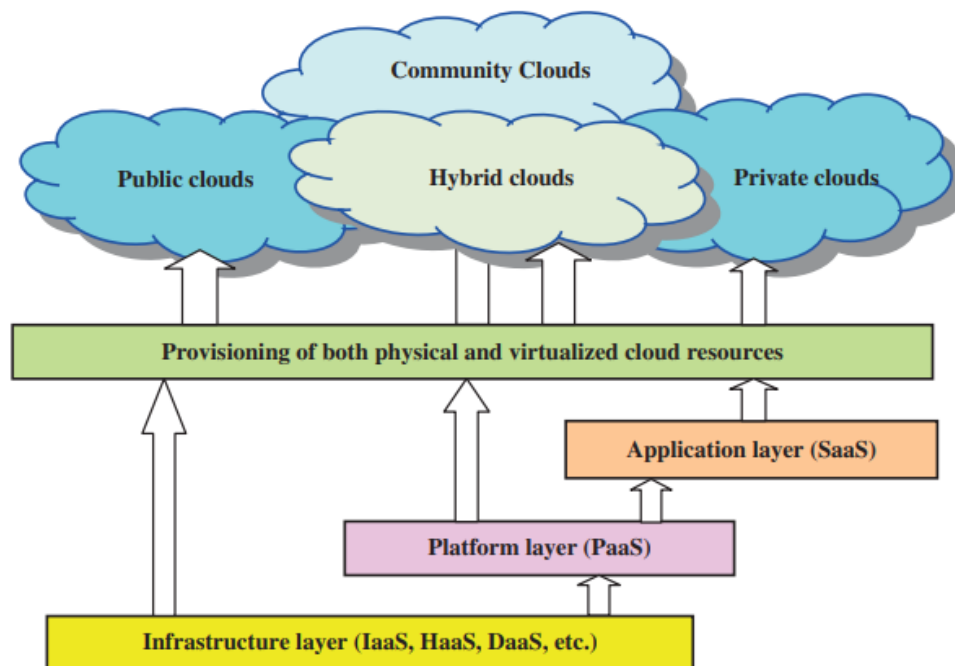 Community Clouds
Public clouds
Hybrid clouds
Private clouds
Provisioning of both physical and virtualized cloud resources
Application layer (SaaS)
Platform layer (PaaS)
Infrastructure layer (IaaS, HaaS, DaaS, etc.)